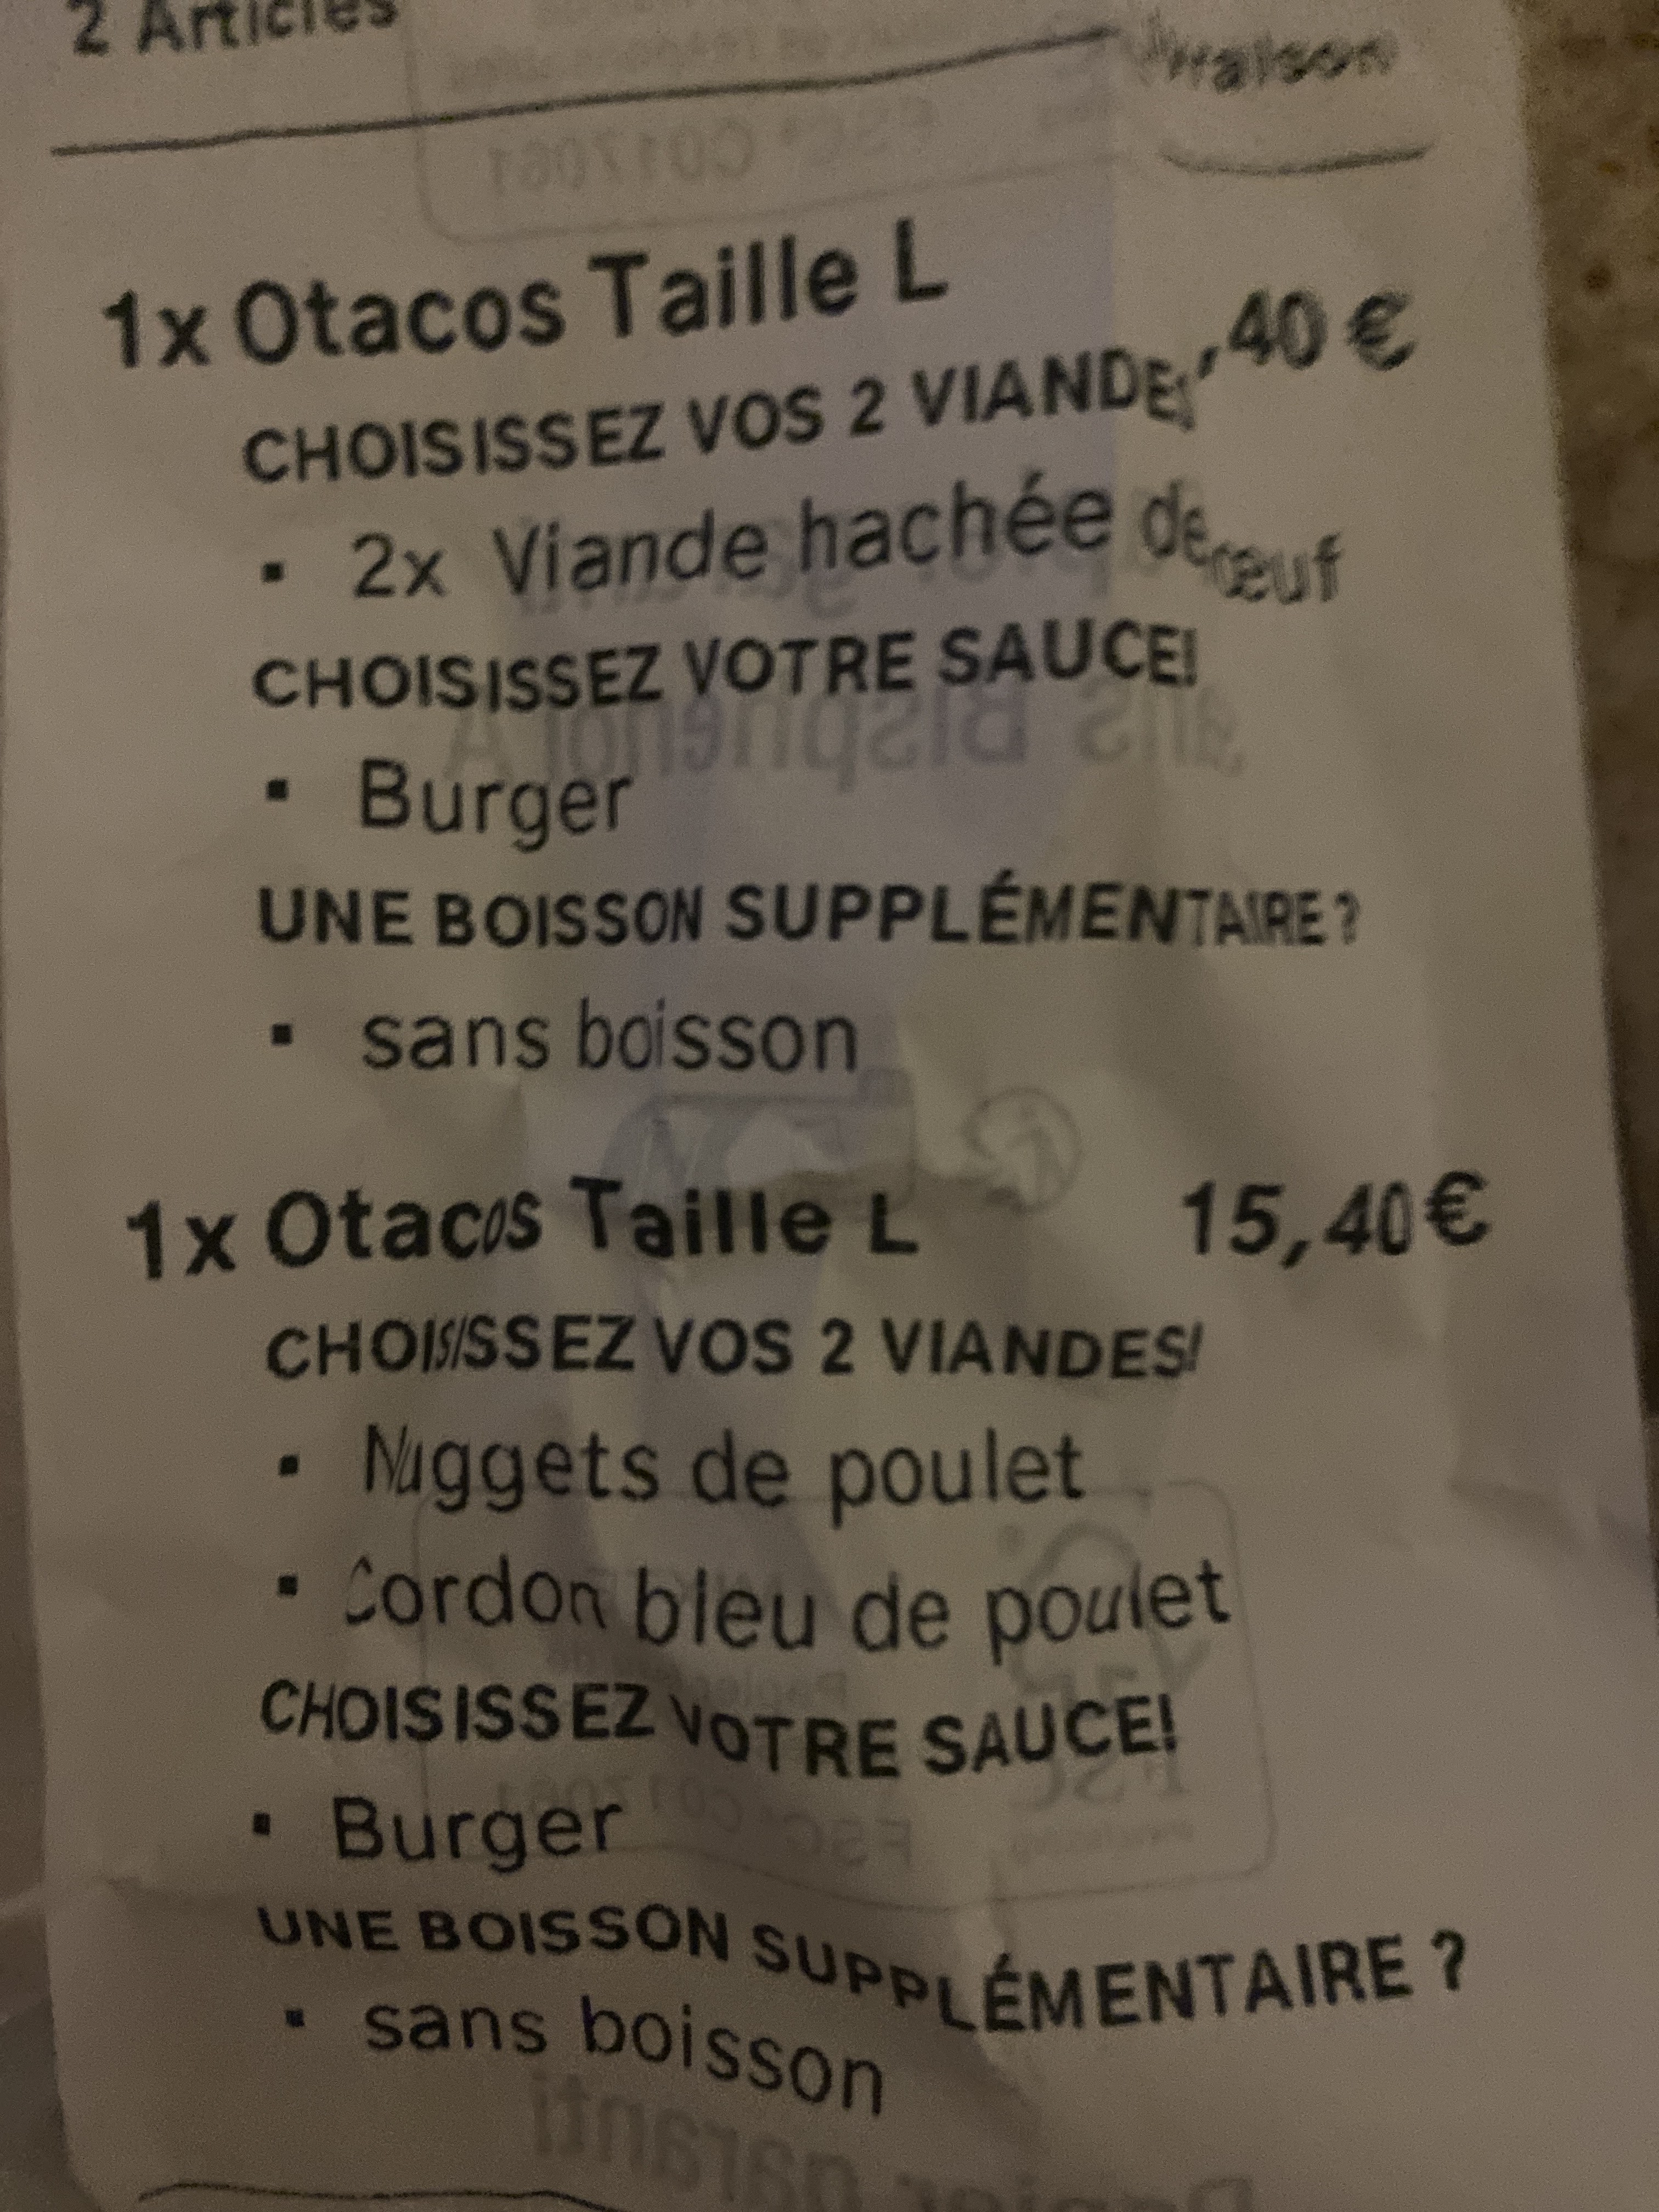 2 Articles
1x Otacos Taille L ,40 €
CHOISISSEZ VOS 2 VIANDES
2x Viande hachée de œuf
CHOISISSEZ VOTRE SAUCE!
Burger
UNE BOISSON SUPPLÉMENTAIRE ?
sans boisson
1x Otacos Taille L 15,40 €
CHOISISSEZ VOS 2 VIANDES!
Nuggets de poulet
Cordon bleu de poulet
CHOISISSEZ VOTRE SAUCE!
Burger
UNE BOISSON SUPPLÉMENTAIRE ?
sans boisson